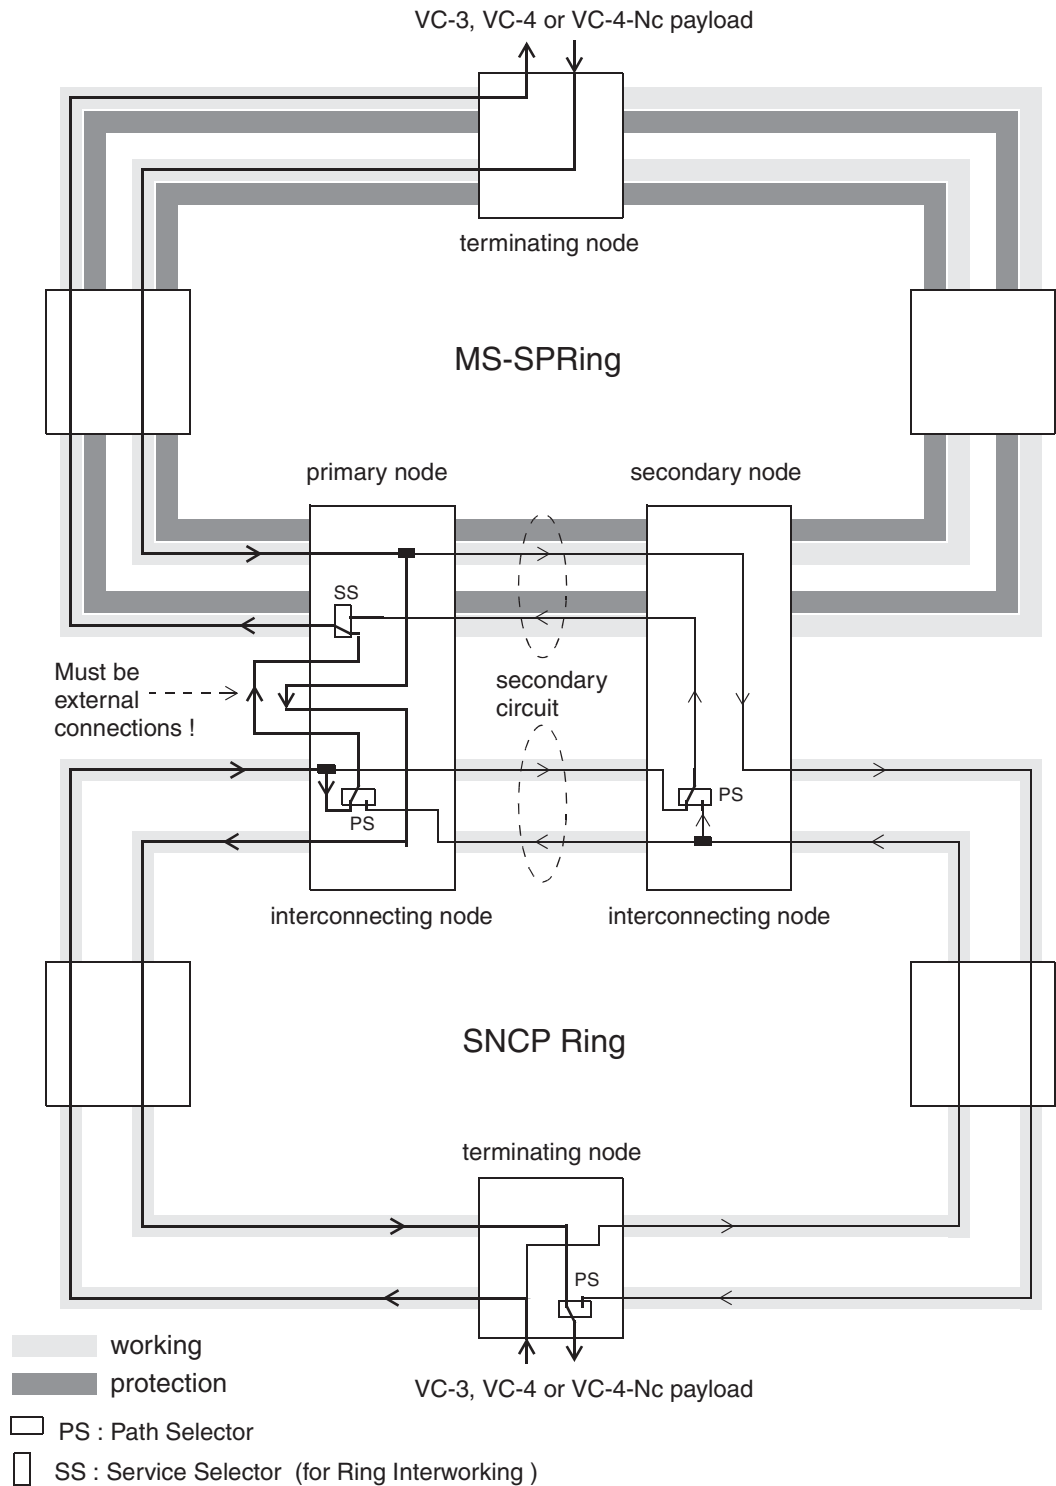 VC-3, VC-4 or VC-4-Nc payload
terminating node
MS-SPRing
primary node
secondary node
SS
Must be
external
connections !
secondary
circuit
PS
PS
interconnecting node
interconnecting node
SNCP Ring
terminating node
PS
working
protection
VC-3, VC-4 or VC-4-Nc payload
PS : Path Selector
SS : Service Selector (for Ring Interworking )